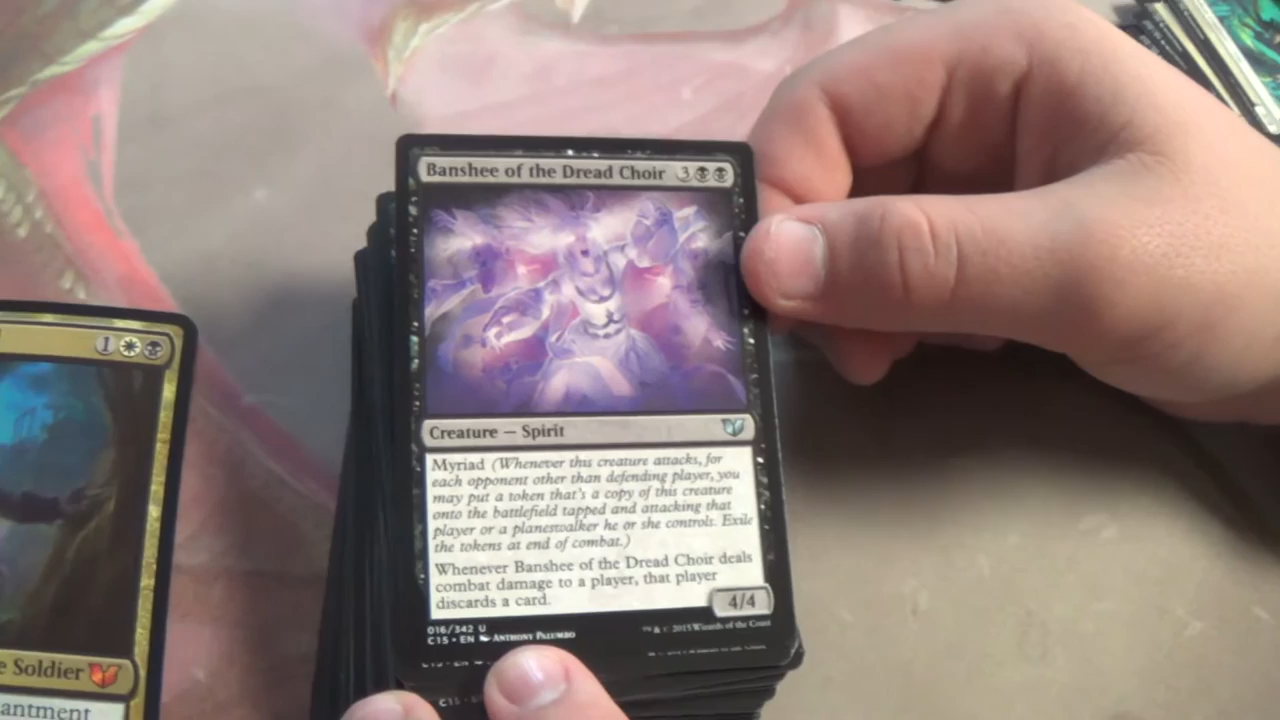 Banshee of the Dread Choir 3
Creature — Spirit
Myriad (Whenever this creature attacks, for
each opponent other than defending player, you
may put a token that's a copy of this creature
onto the battlefield tapped and attacking that
player or a planeswalker he or she controls. Exile
the tokens at end of combat.)
Whenever Banshee of the Dread Choir deals
combat damage to a player, that player
discards a card.
4/4
016/342 U
C15 • EN ANTHONY PALUMBO
™ & © 2015 Wizards of the Coast
1
e Soldier
antment